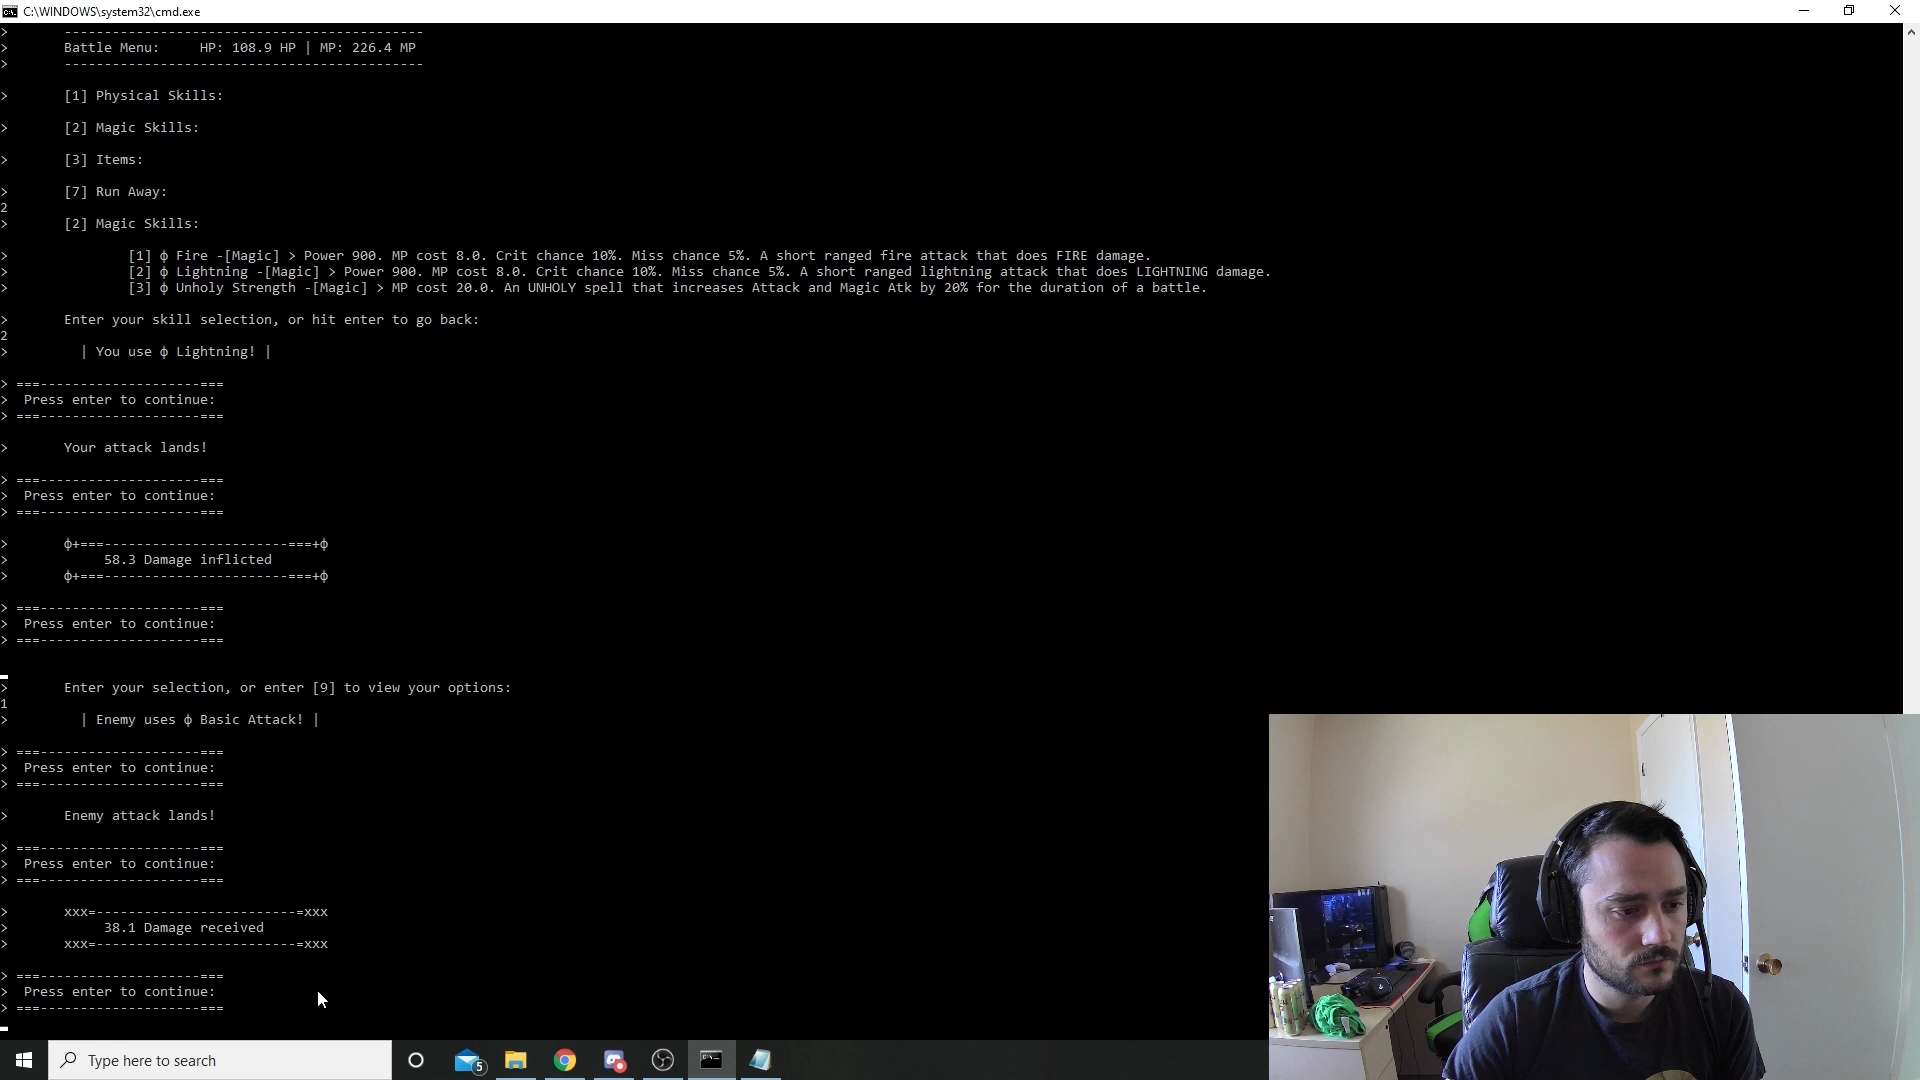 C:\WINDOWS\system32\cmd.exe
> ---------------------------------------------
> Battle Menu: HP: 108.9 HP | MP: 226.4 MP
> ---------------------------------------------
> [1] Physical Skills:
> [2] Magic Skills:
> [3] Items:
> [7] Run Away:
2
> [2] Magic Skills:
> [1] ф Fire -[Magic] > Power 900. MP cost 8.0. Crit chance 10%. Miss chance 5%. A short ranged fire attack that does FIRE damage.
> [2] ф Lightning -[Magic] > Power 900. MP cost 8.0. Crit chance 10%. Miss chance 5%. A short ranged lightning attack that does LIGHTNING damage.
> [3] ф Unholy Strength -[Magic] > MP cost 20.0. An UNHOLY spell that increases Attack and Magic Atk by 20% for the duration of a battle.
> Enter your skill selection, or hit enter to go back:
2
> | You use ф Lightning! |
> ===--------------------===
> Press enter to continue:
> ===--------------------===
> Your attack lands!
> ===--------------------===
> Press enter to continue:
> ===--------------------===
> ф+===-----------------------===+ф
> 58.3 Damage inflicted
> ф+===-----------------------===+ф
> ===--------------------===
> Press enter to continue:
> ===--------------------===
> Enter your selection, or enter [9] to view your options:
1
> | Enemy uses ф Basic Attack! |
> ===--------------------===
> Press enter to continue:
> ===--------------------===
> Enemy attack lands!
> ===--------------------===
> Press enter to continue:
> ===--------------------===
> xxx=-------------------------=xxx
> 38.1 Damage received
> xxx=-------------------------=xxx
> ===--------------------===
> Press enter to continue:
> ===--------------------===
Type here to search
5